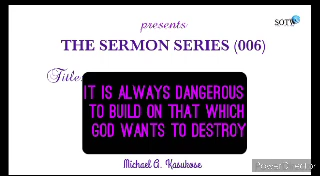 presents
SOTW
THE SERMON SERIES (006)
Title:
IT IS ALWAYS DANGEROUS
TO BUILD ON THAT WHICH
GOD WANTS TO DESTROY
Michael A. Kasukose
PowerDirector